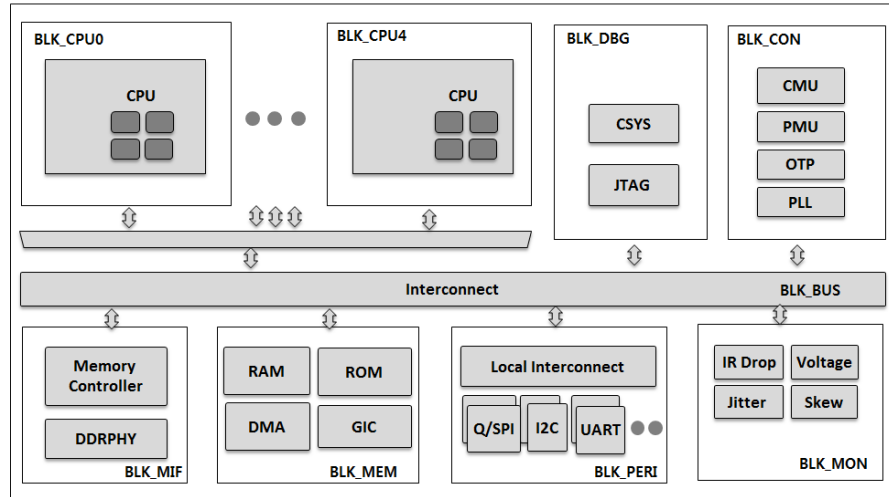 BLK_CPU0
CPU
BLK_CPU4
CPU
BLK_DBG
CSYS
JTAG
BLK_CON
CMU
PMU
OTP
PLL
Interconnect
BLK_BUS
Memory
Controller
DDRPHY
BLK_MIF
RAM
ROM
DMA
GIC
BLK_MEM
Local Interconnect
Q/SPI
I2C
UART
BLK_PERI
IR Drop
Voltage
Jitter
Skew
BLK_MON